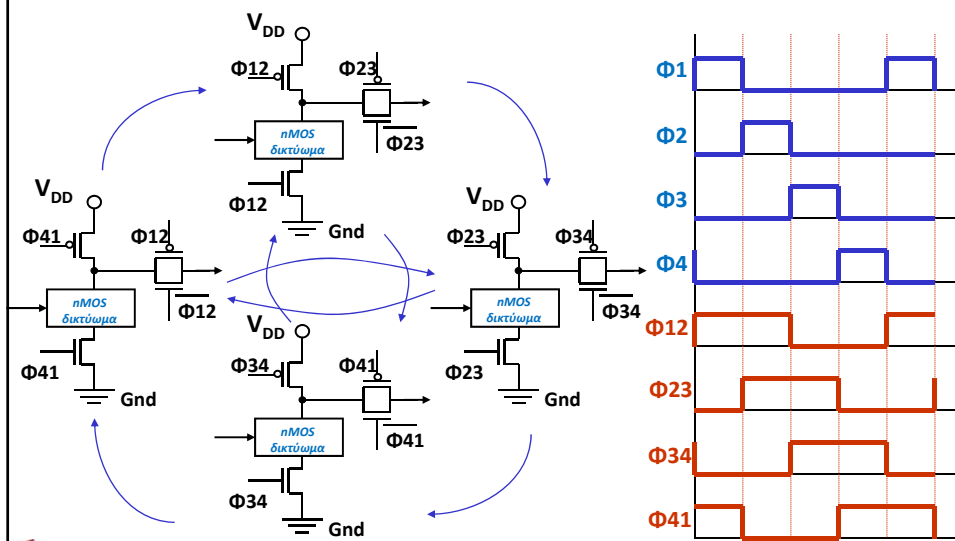 VDD
Φ12
Φ23
nMOS
δικτύωμα
Φ23
Φ12
Gnd
VDD
Φ41
Φ12
nMOS
δικτύωμα
Φ12
Φ41
Gnd
VDD
Φ23
Φ34
nMOS
δικτύωμα
Φ34
Φ23
Gnd
VDD
Φ34
Φ41
nMOS
δικτύωμα
Φ41
Φ34
Gnd
Φ1
Φ2
Φ3
Φ4
Φ12
Φ23
Φ34
Φ41